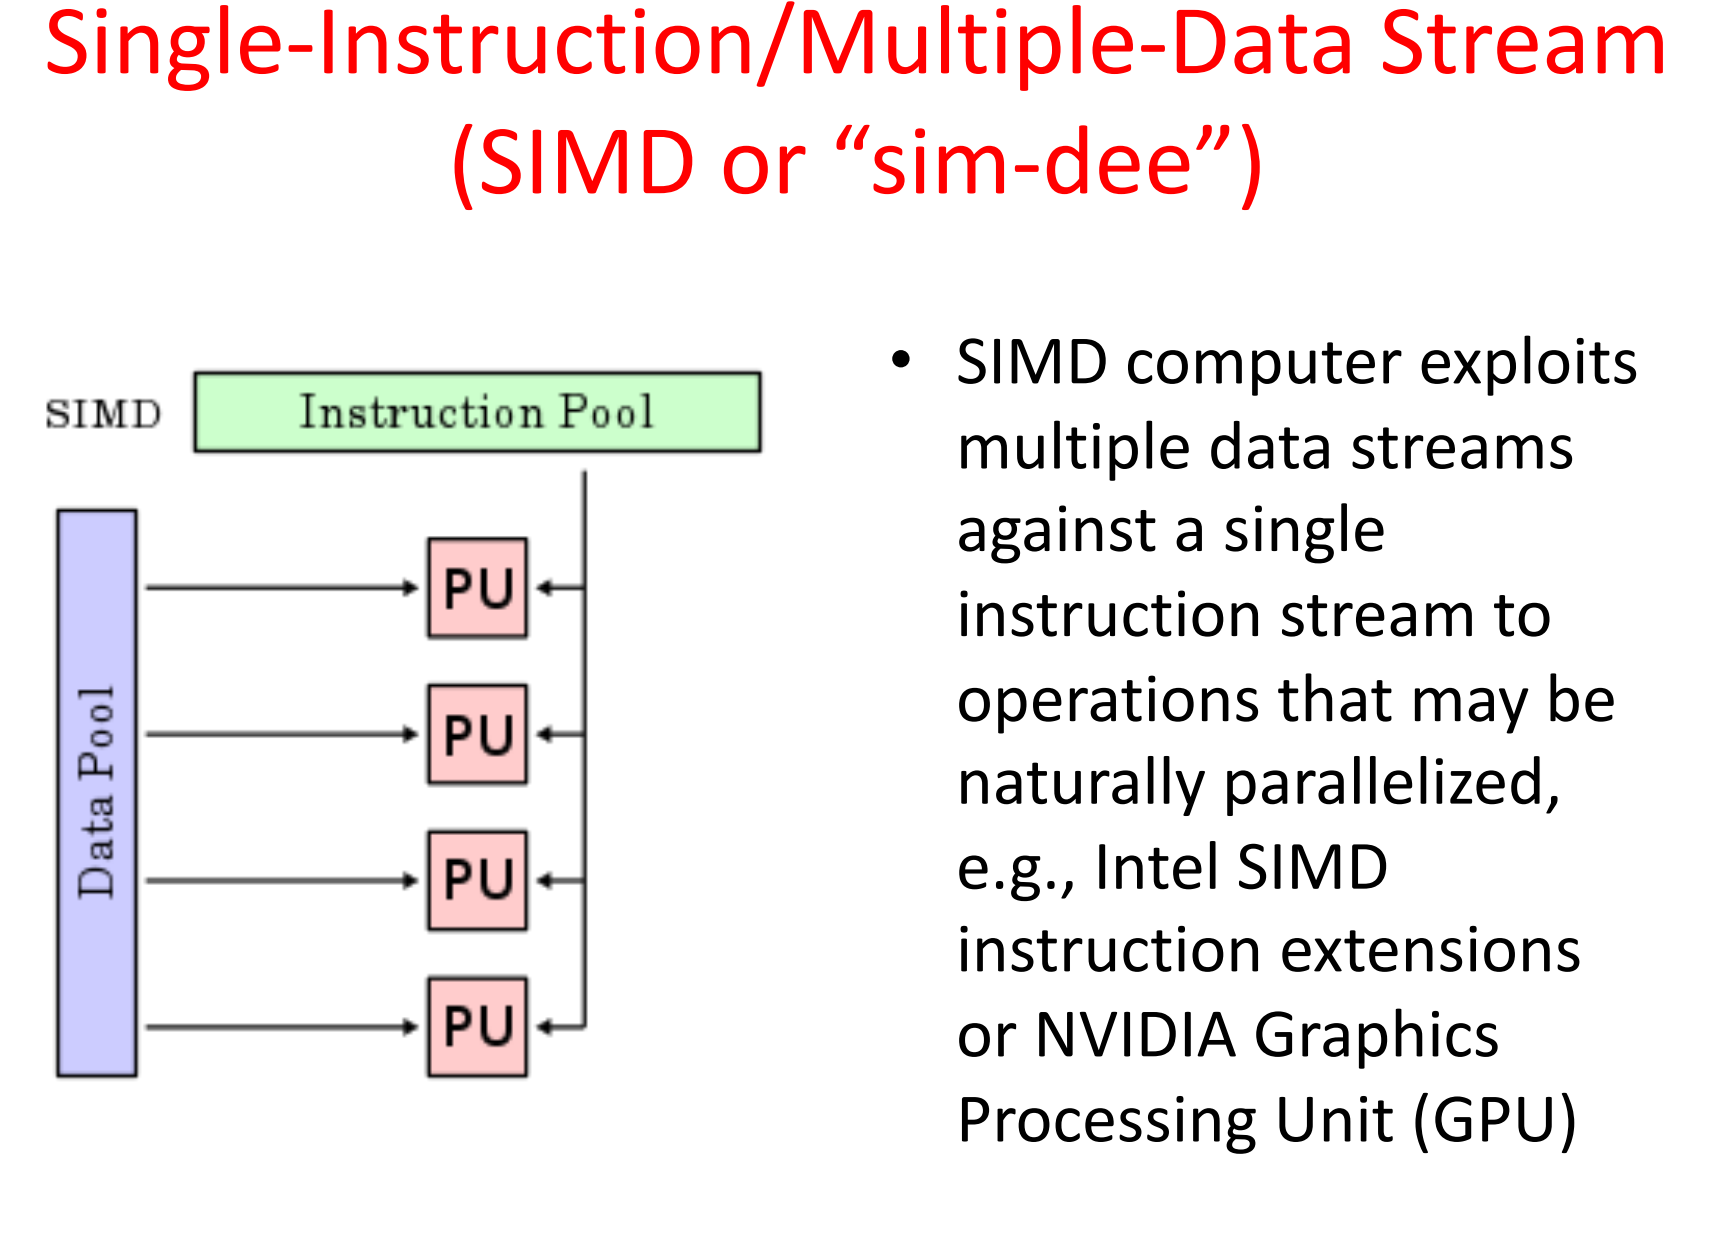 Single-Instruction/Multiple-Data Stream
(SIMD or “sim-dee”)
SIMD
Instruction Pool
Data Pool
PU
PU
PU
PU
• SIMD computer exploits
multiple data streams
against a single
instruction stream to
operations that may be
naturally parallelized,
e.g., Intel SIMD
instruction extensions
or NVIDIA Graphics
Processing Unit (GPU)